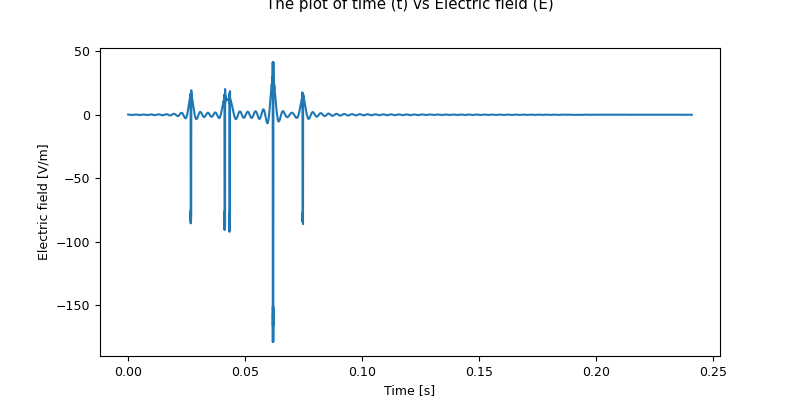 The plot of time (t) vs Electric field (E)
50
0
−50
−100
−150
Electric field [V/m]
0.00 0.05 0.10 0.15 0.20 0.25
Time [s]